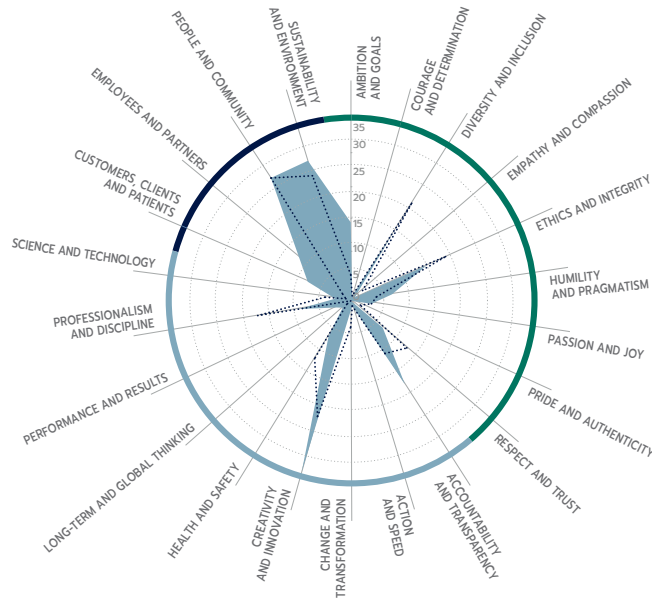 AMBITION
AND GOALS
COURAGE
AND DETERMINATION
DIVERSITY AND INCLUSION
EMPATHY AND COMPASSION
ETHICS AND INTEGRITY
HUMILITY
AND PRAGMATISM
PASSION AND JOY
PRIDE AND AUTHENTICITY
RESPECT AND TRUST
ACCOUNTABILITY
AND TRANSPARENCY
ACTION
AND SPEED
CHANGE AND
TRANSFORMATION
CREATIVITY
AND INNOVATION
HEALTH AND SAFETY
LONG-TERM AND GLOBAL THINKING
PERFORMANCE AND RESULTS
PROFESSIONALISM
AND DISCIPLINE
SCIENCE AND TECHNOLOGY
CUSTOMERS, CLIENTS
AND PATIENTS
EMPLOYEES AND PARTNERS
PEOPLE AND COMMUNITY
SUSTAINABILITY
AND ENVIRONMENT
35
30
25
20
15
10
5